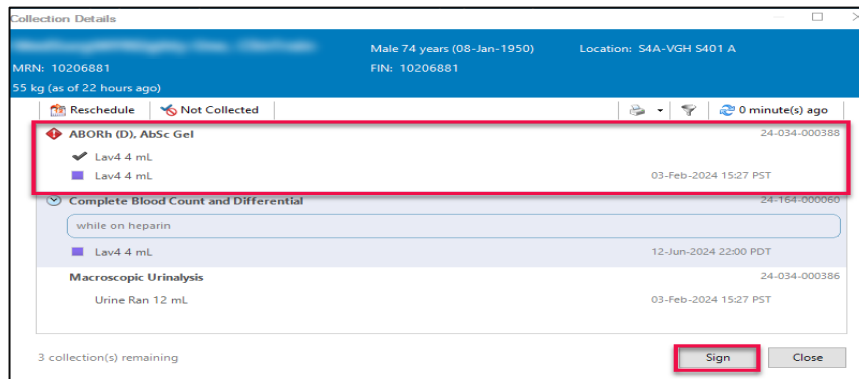 Collection Details
Male 74 years (08-Jan-1950) Location: S4A-VGH S401 A
MRN: 10206881 FIN: 10206881
55 kg (as of 22 hours ago)
Reschedule Not Collected 0 minute(s) ago
ABORh (D), AbSc Gel 24-034-000388
Lav4 4 mL
Lav4 4 mL 03-Feb-2024 15:27 PST
Complete Blood Count and Differential 24-164-000060
while on heparin
Lav4 4 mL 12-Jun-2024 22:00 PDT
Macroscopic Urinalysis 24-034-000386
Urine Ran 12 mL 03-Feb-2024 15:27 PST
3 collection(s) remaining Sign Close